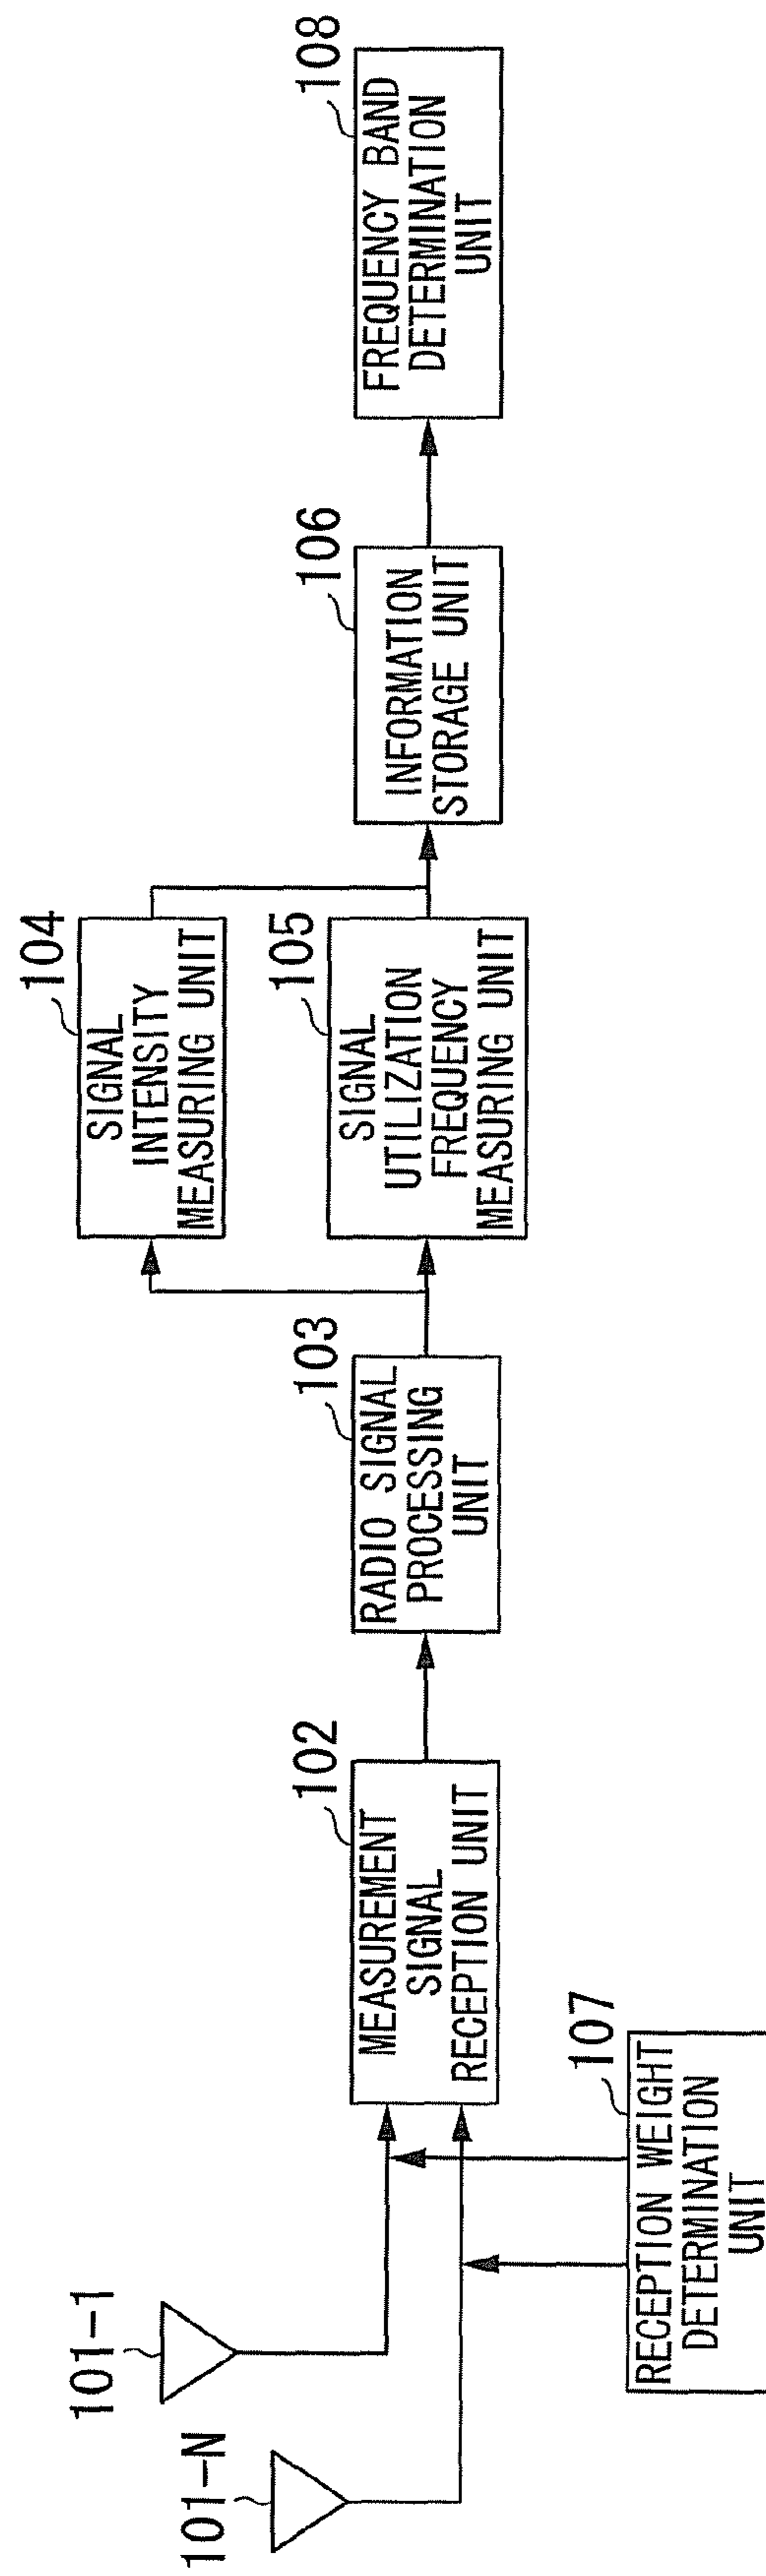 101-1
101-N
102
MEASUREMENT
SIGNAL
RECEPTION UNIT
107
RECEPTION WEIGHT
DETERMINATION
UNIT
103
RADIO SIGNAL
PROCESSING
UNIT
104
SIGNAL
INTENSITY
MEASURING UNIT
105
SIGNAL
UTILIZATION
FREQUENCY
MEASURING UNIT
106
INFORMATION
STORAGE UNIT
108
FREQUENCY BAND
DETERMINATION
UNIT